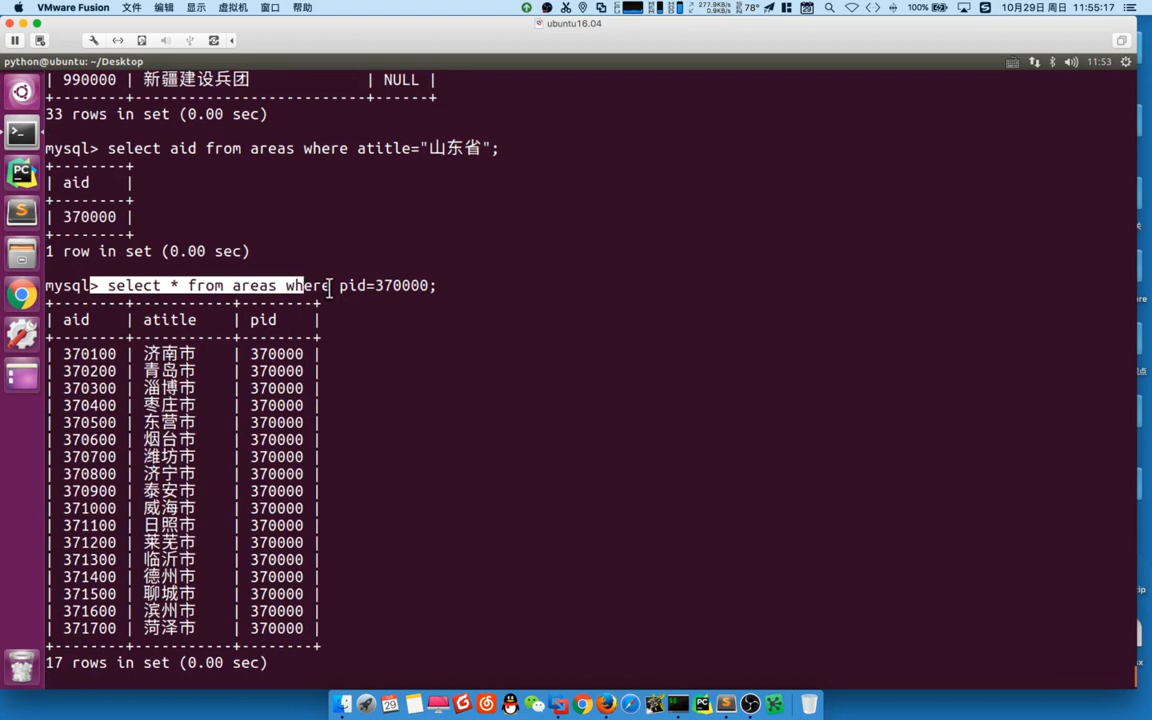 VMware Fusion 文件 编辑 显示 虚拟机 窗口 帮助
277.9KB/s
0.9KB/s
78°
100%
10月29日 周日 11:55:17
ubuntu16.04
python@ubuntu: ~/Desktop
11:53
| 990000 | 新疆建设兵团 | NULL |
+--------+--------------------------+------+
33 rows in set (0.00 sec)
mysql> select aid from areas where atitle="山东省";
+--------+
| aid |
+--------+
| 370000 |
+--------+
1 row in set (0.00 sec)
mysql> select * from areas where pid=370000;
+--------+-----------+--------+
| aid | atitle | pid |
+--------+-----------+--------+
| 370100 | 济南市 | 370000 |
| 370200 | 青岛市 | 370000 |
| 370300 | 淄博市 | 370000 |
| 370400 | 枣庄市 | 370000 |
| 370500 | 东营市 | 370000 |
| 370600 | 烟台市 | 370000 |
| 370700 | 潍坊市 | 370000 |
| 370800 | 济宁市 | 370000 |
| 370900 | 泰安市 | 370000 |
| 371000 | 威海市 | 370000 |
| 371100 | 日照市 | 370000 |
| 371200 | 莱芜市 | 370000 |
| 371300 | 临沂市 | 370000 |
| 371400 | 德州市 | 370000 |
| 371500 | 聊城市 | 370000 |
| 371600 | 滨州市 | 370000 |
| 371700 | 菏泽市 | 370000 |
+--------+-----------+--------+
17 rows in set (0.00 sec)